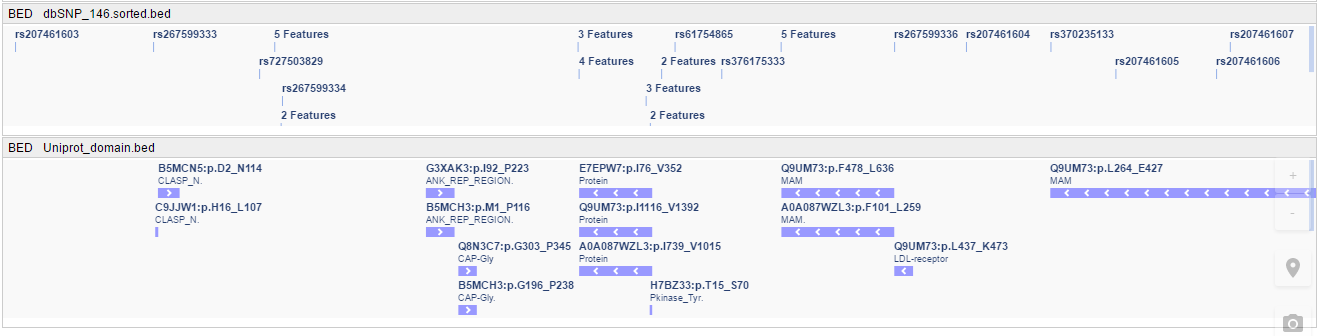 BED dbSNP_146.sorted.bed
rs207461603 rs267599333 5 Features 3 Features rs61754865 5 Features rs267599336 rs207461604 rs370235133 rs207461607
rs727503829 4 Features 2 Features rs376175333 rs207461605 rs207461606
rs267599334 3 Features
2 Features 2 Features
BED Uniprot_domain.bed
B5MCN5:p.D2_N114 G3XAK3:p.I92_P223 E7EPW7:p.I76_V352 Q9UM73:p.F478_L636 Q9UM73:p.L264_E427
CLASP_N. ANK_REP_REGION. Protein MAM MAM
C9JJW1:p.H16_L107 B5MCH3:p.M1_P116 Q9UM73:p.I1116_V1392 A0A087WZL3:p.F101_L259
CLASP_N. ANK_REP_REGION. Protein MAM.
Q8N3C7:p.G303_P345 A0A087WZL3:p.I739_V1015 Q9UM73:p.L437_K473
CAP-Gly Protein LDL-receptor
B5MCH3:p.G196_P238 H7BZ33:p.T15_S70
CAP-Gly. Pkinase_Tyr.